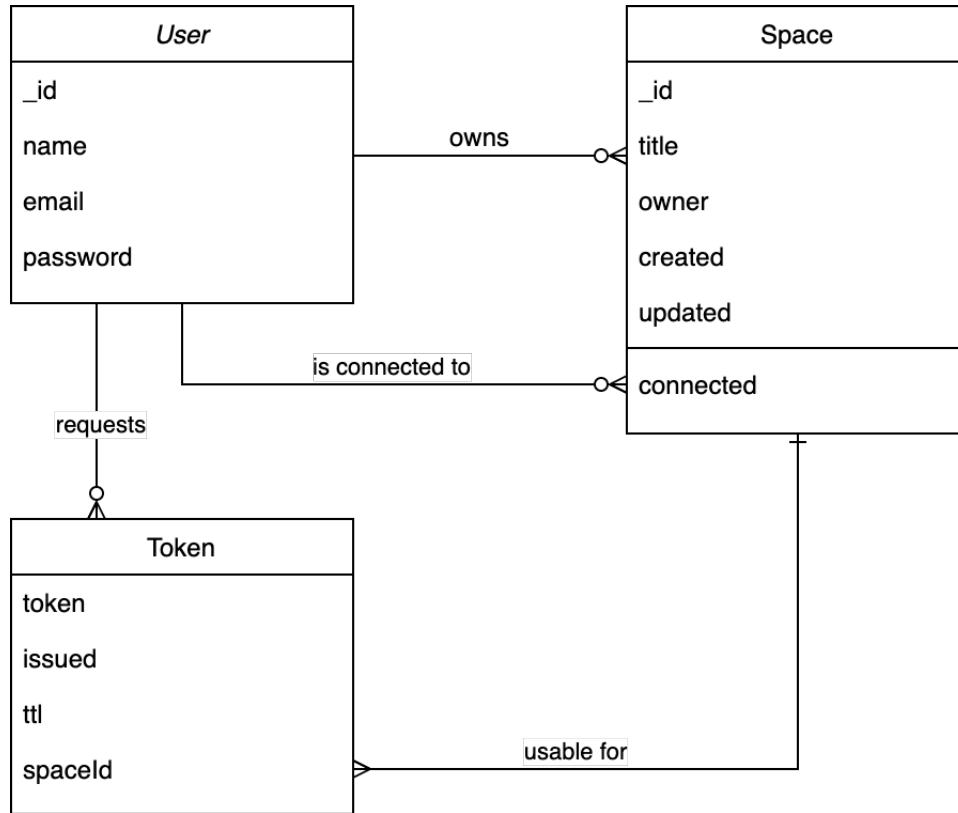 User
_id
name
email
password
owns
Space
_id
title
owner
created
updated
connected
is connected to
requests
Token
token
issued
ttl
spaceId
usable for